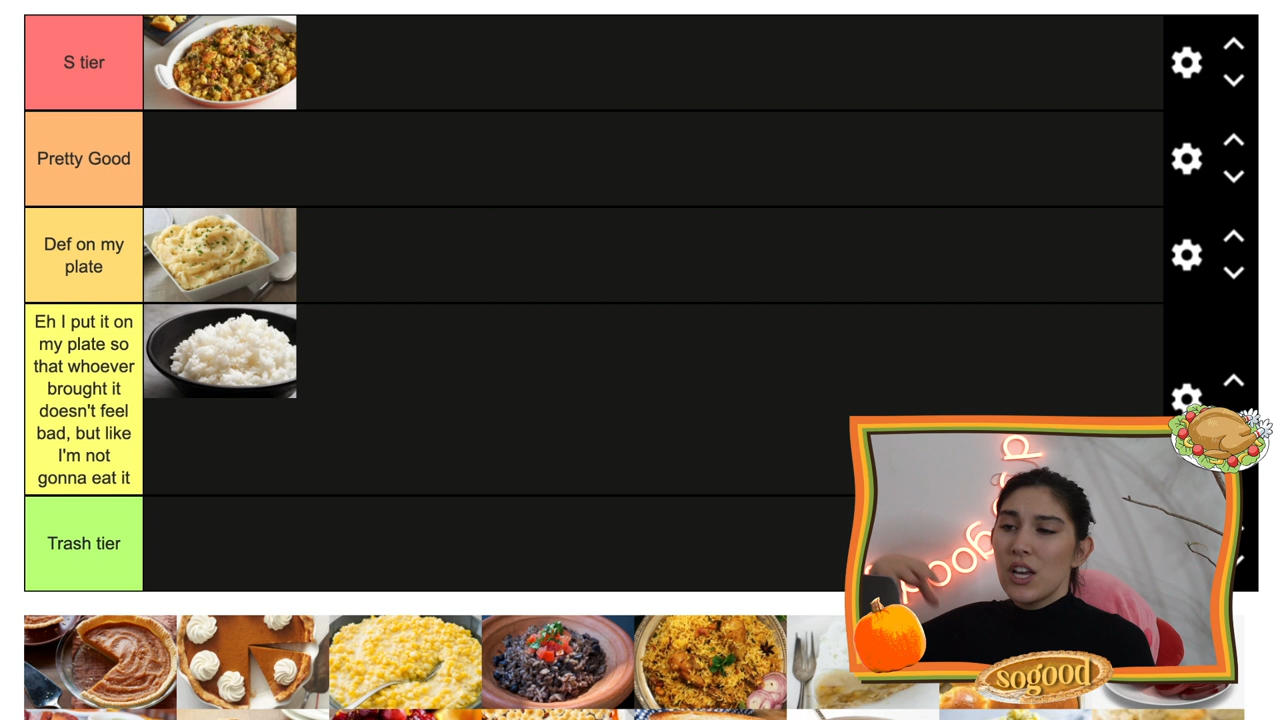 S tier
Pretty Good
Def on my
plate
Eh I put it on
my plate so
that whoever
brought it
doesn't feel
bad, but like
I'm not
gonna eat it
Trash tier
sogood